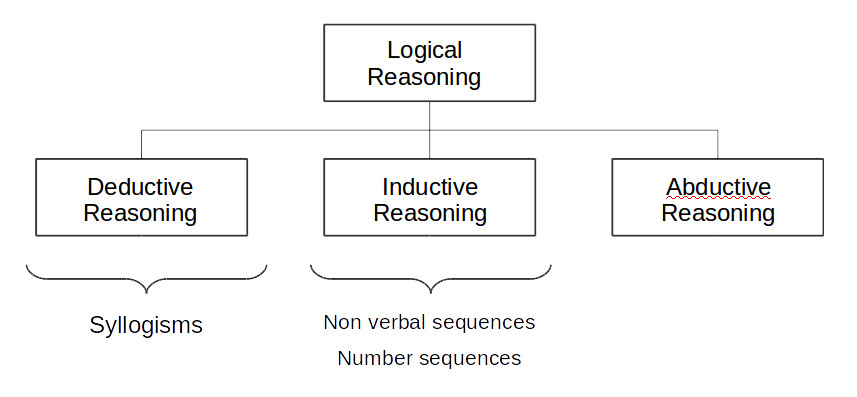 Logical
Reasoning
Deductive
Reasoning
Inductive
Reasoning
Abductive
Reasoning
Syllogisms
Non verbal sequences
Number sequences